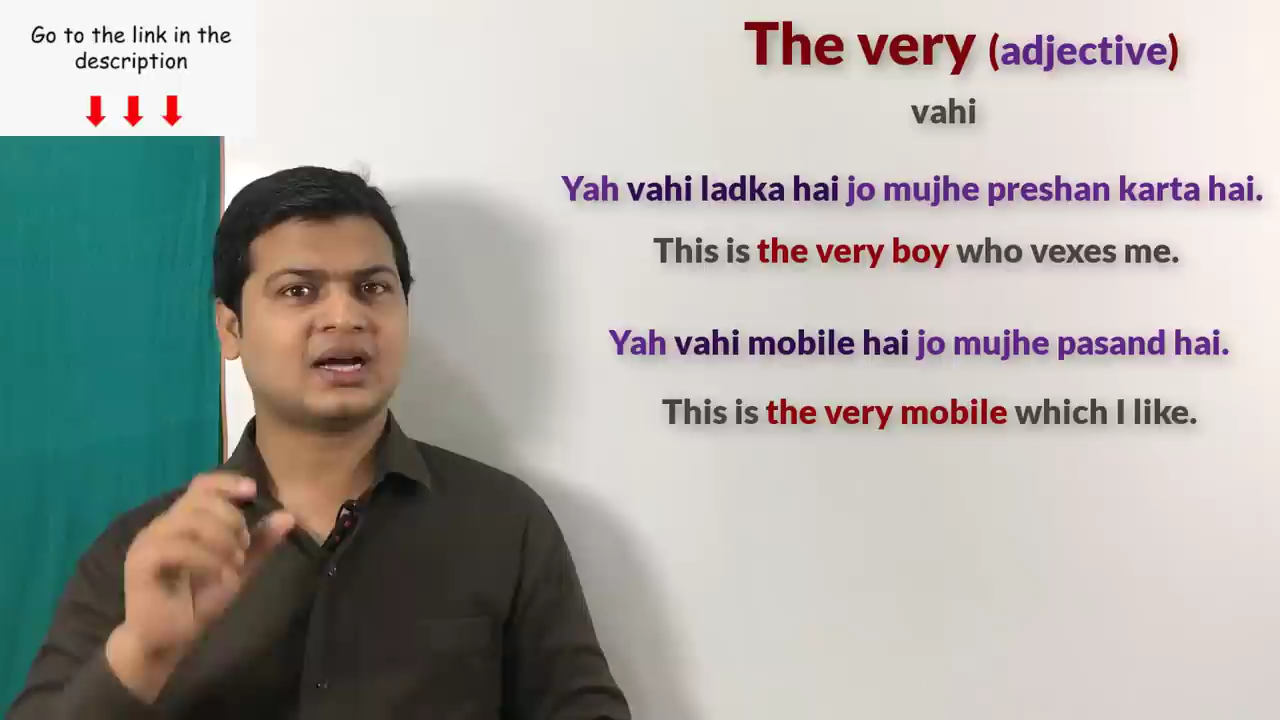 Go to the link in the
description
The very (adjective)
vahi
Yah vahi ladka hai jo mujhe preshan karta hai.
This is the very boy who vexes me.
Yah vahi mobile hai jo mujhe pasand hai.
This is the very mobile which I like.